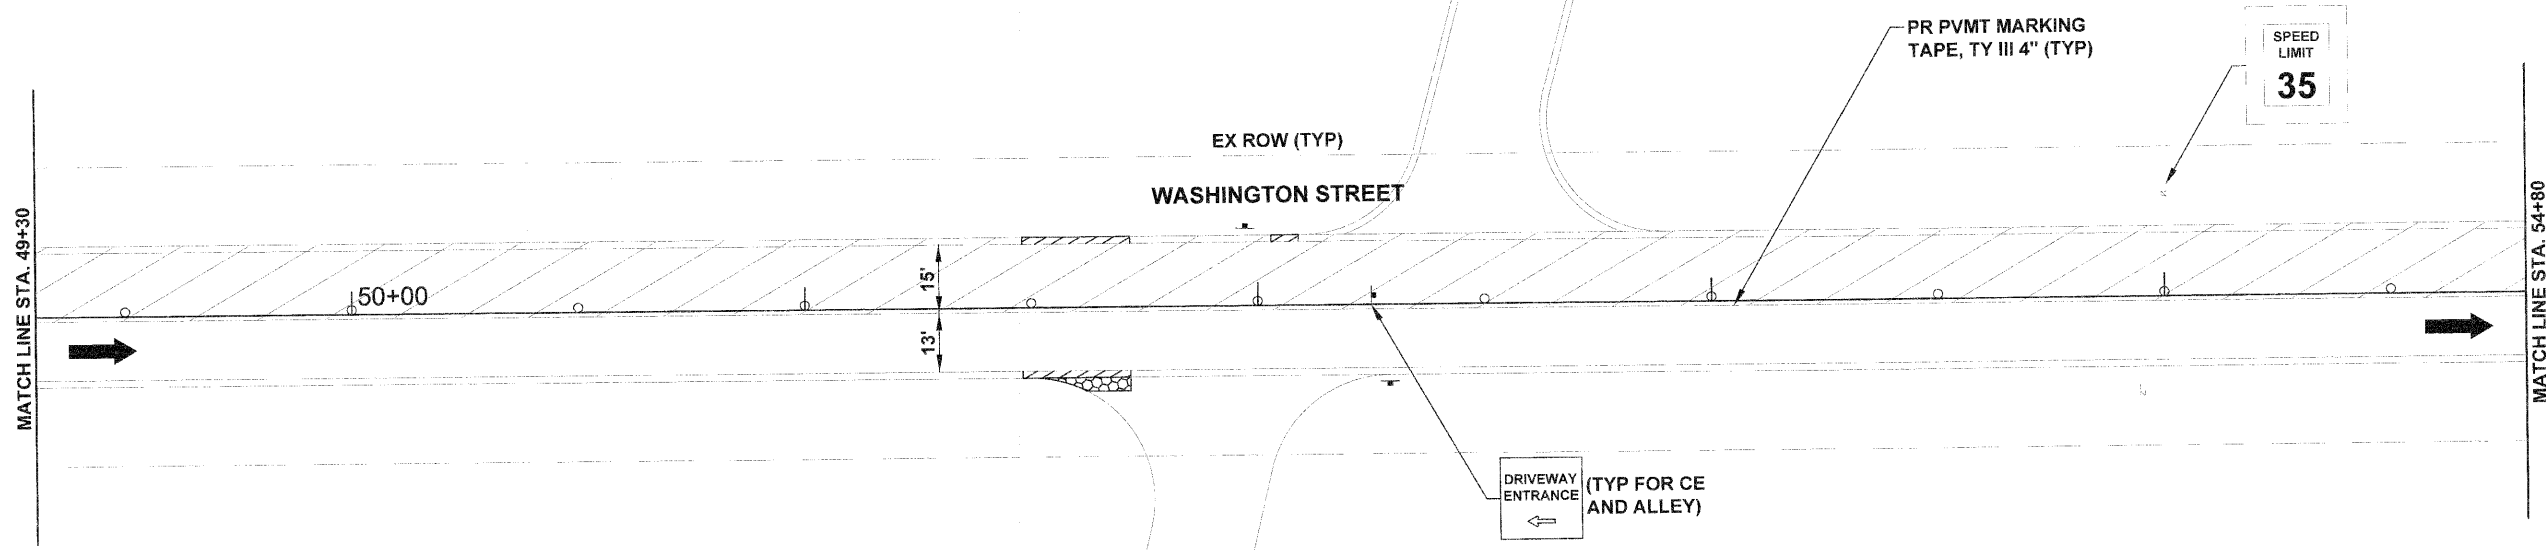 PR PVMT MARKING
TAPE, TY III 4" (TYP)
SPEED
LIMIT
35
EX ROW (TYP)
WASHINGTON STREET
MATCH LINE STA. 49+30
MATCH LINE STA. 54+80
15'
50+00
13'
DRIVEWAY
ENTRANCE
(TYP FOR CE
AND ALLEY)